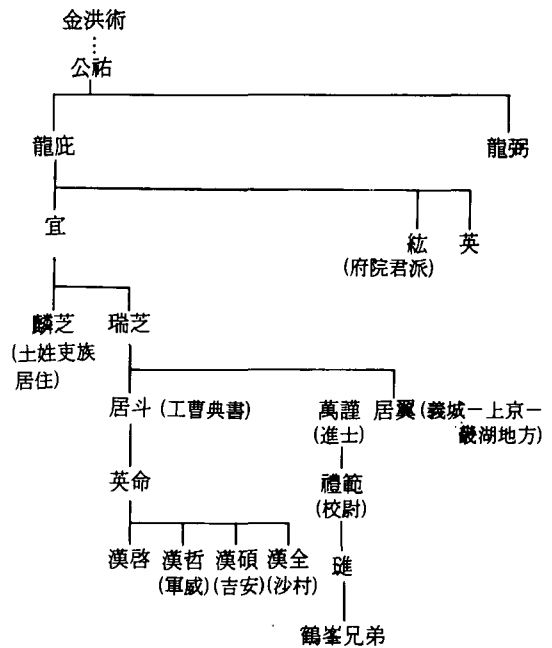 金洪術
公祐
龍庇 龍弼
宜 紘 英
(府院君派)
麟芝 瑞芝
(土姓吏族
居住)
居斗 (工曹典書) 萬謹 居翼 (義城－上京－
(進士) 畿湖地方)
英命 禮範
(校尉)
漢啓 漢哲 漢碩 漢全 璡
(軍威) (吉安) (沙村)
鶴峯兄弟